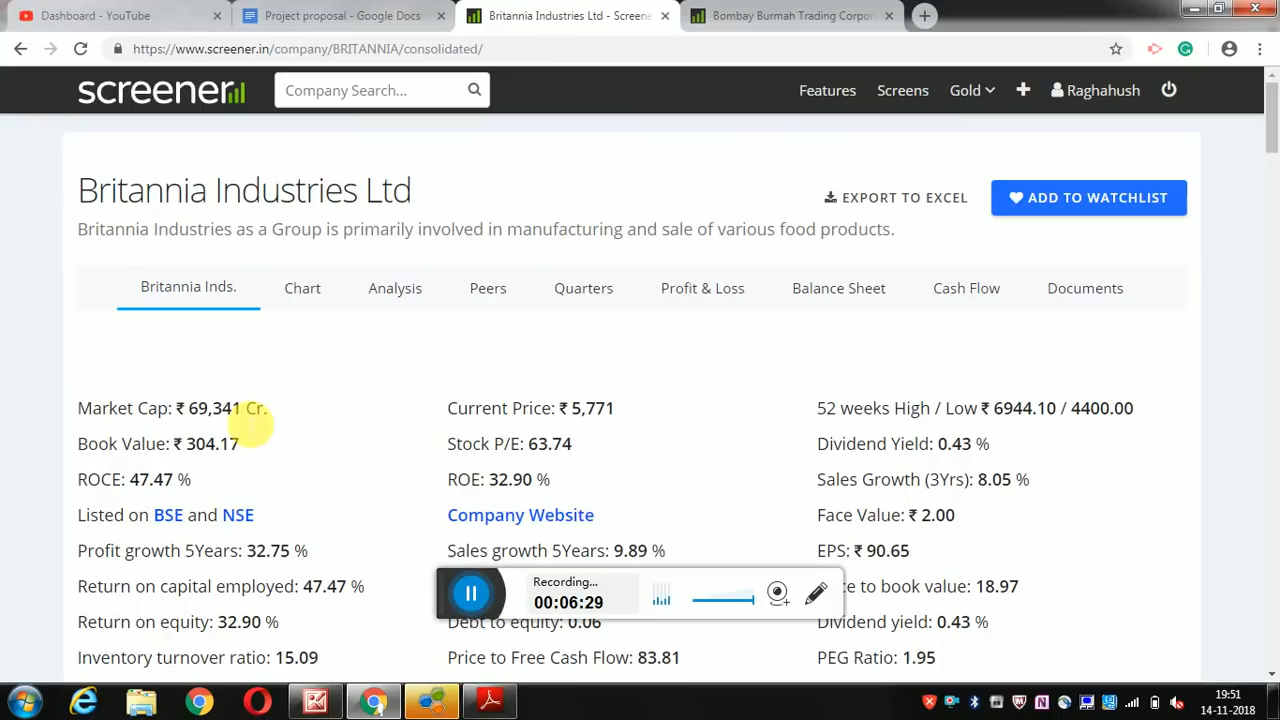 Dashboard - YouTube
Project proposal - Google Docs
Britannia Industries Ltd - Screene
Bombay Burmah Trading Corpor
https://www.screener.in/company/BRITANNIA/consolidated/
screener
Company Search...
Features
Screens
Gold
Raghahush
Britannia Industries Ltd
EXPORT TO EXCEL
ADD TO WATCHLIST
Britannia Industries as a Group is primarily involved in manufacturing and sale of various food products.
Britannia Inds.
Chart
Analysis
Peers
Quarters
Profit & Loss
Balance Sheet
Cash Flow
Documents
Market Cap: ₹ 69,341 Cr.
Current Price: ₹ 5,771
52 weeks High / Low ₹ 6944.10 / 4400.00
Book Value: ₹ 304.17
Stock P/E: 63.74
Dividend Yield: 0.43 %
ROCE: 47.47 %
ROE: 32.90 %
Sales Growth (3Yrs): 8.05 %
Listed on BSE and NSE
Company Website
Face Value: ₹ 2.00
Profit growth 5Years: 32.75 %
Sales growth 5Years: 9.89 %
EPS: ₹ 90.65
Return on capital employed: 47.47 %
Recording...
00:06:29
to book value: 18.97
Return on equity: 32.90 %
Debt to equity: 0.06
Dividend yield: 0.43 %
Inventory turnover ratio: 15.09
Price to Free Cash Flow: 83.81
PEG Ratio: 1.95
19:51
14-11-2018